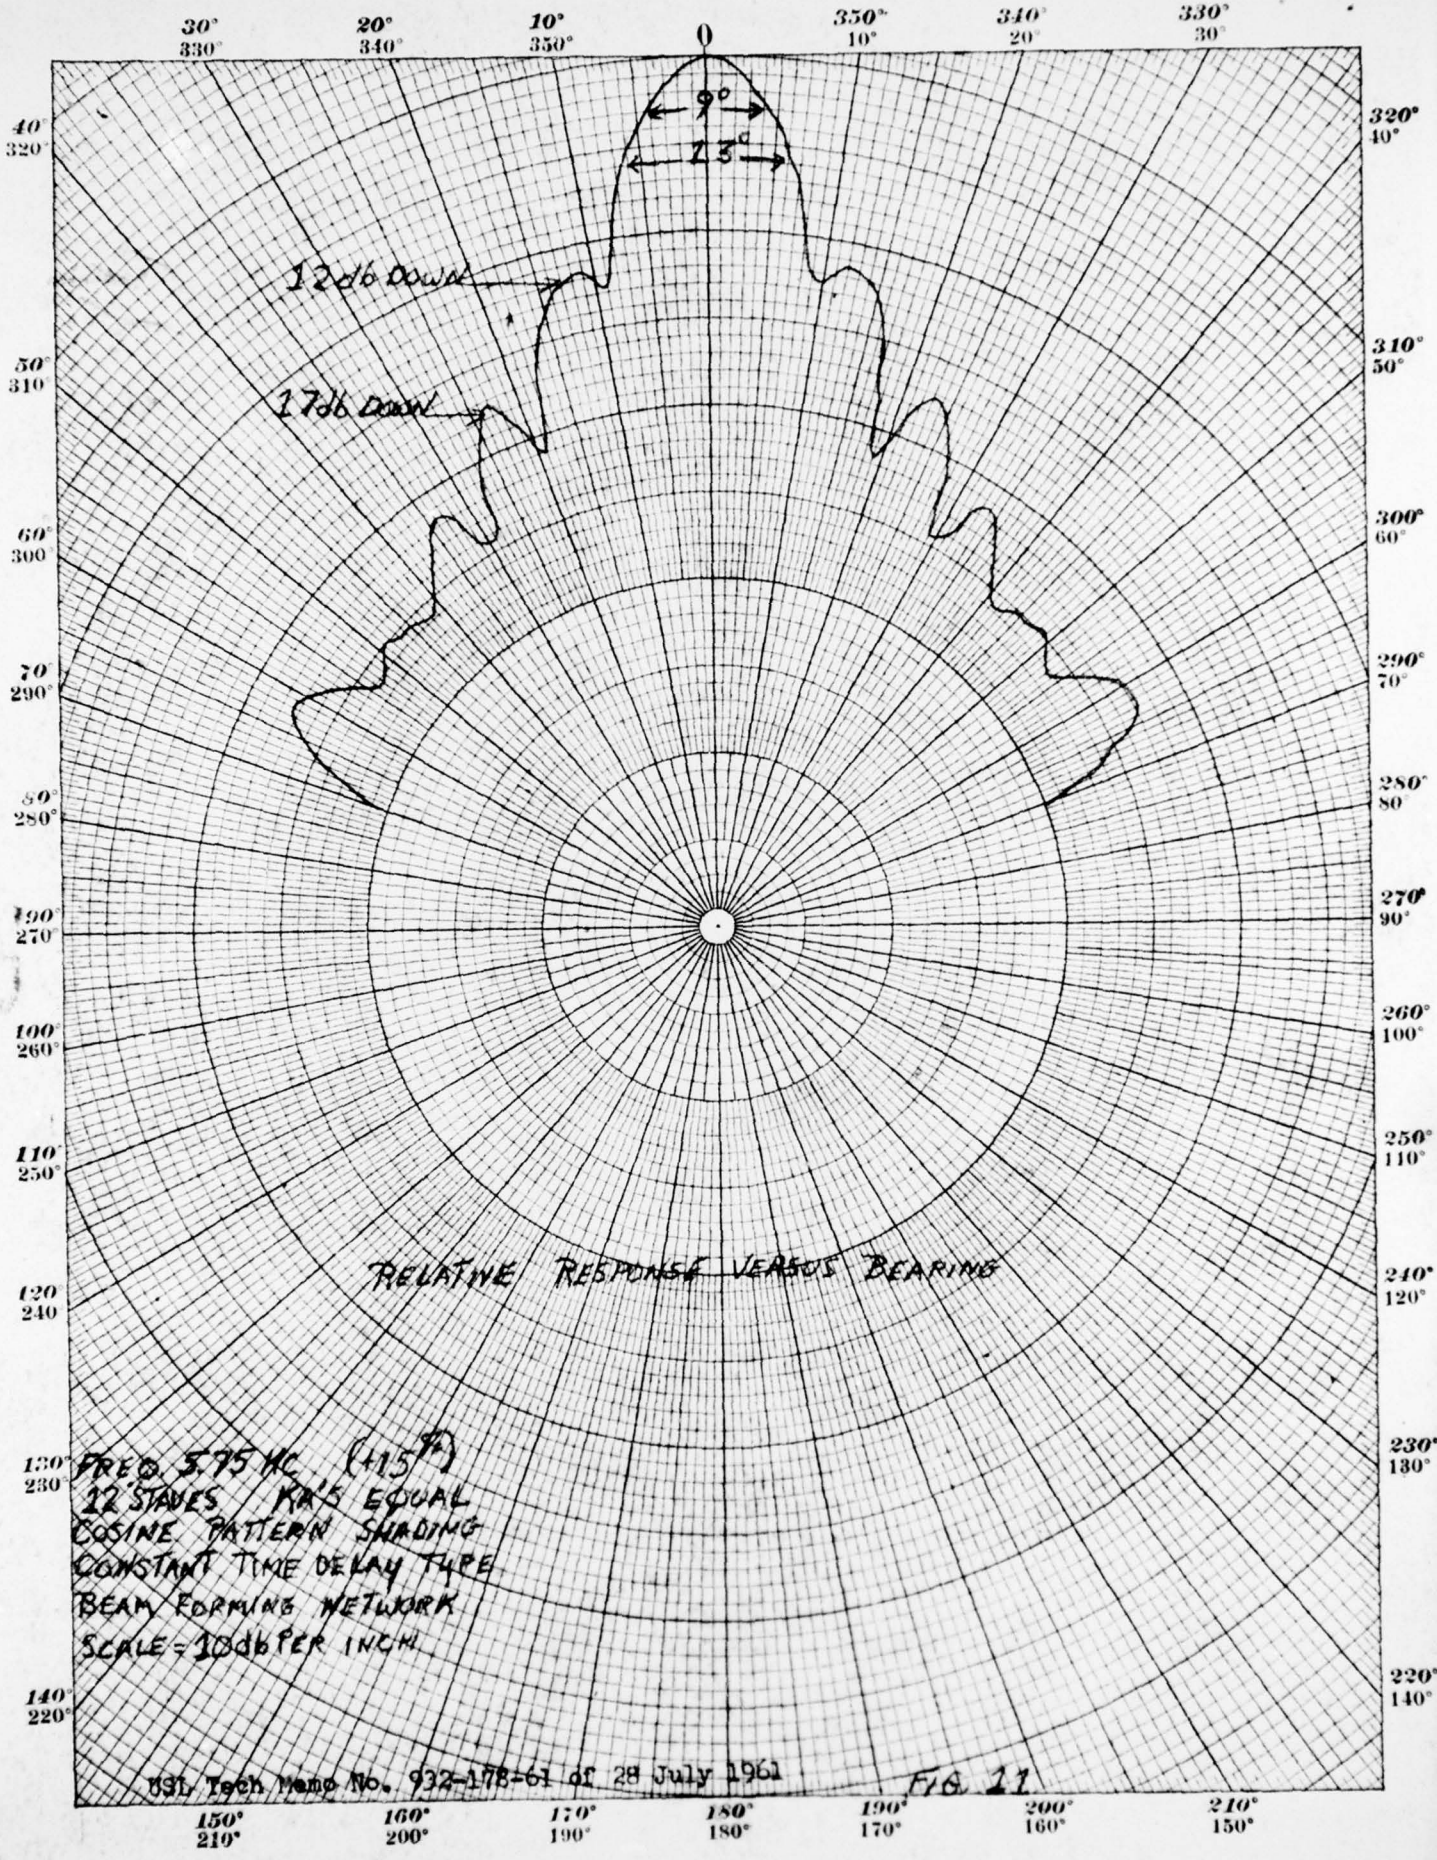 30° 20° 10° 0 350° 340° 330°
330° 340° 350° 10° 20° 30°
9°
13°
40° 320°
320° 40°
12db DOWN
50° 310°
310° 50°
17db DOWN
60° 300°
300° 60°
70° 290°
290° 70°
80° 280°
280° 80°
90° 270°
270° 90°
100° 260°
260° 100°
110° 250°
250° 110°
RELATIVE RESPONSE VERSUS BEARING
120 240°
240 120°
130° 230°
230° 130°
FREQ. 5.75 KC (+15%)
12 STAVES KA'S EQUAL
COSINE PATTERN SHADING
CONSTANT TIME DELAY TYPE
BEAM FORMING NETWORK
SCALE = 10db PER INCH
140° 220°
220° 140°
USL Tech Memo No. 932-178-61 of 28 July 1961 FIG 11
150° 160° 170° 180° 190° 200° 210°
210° 200° 190° 180° 170° 160° 150°